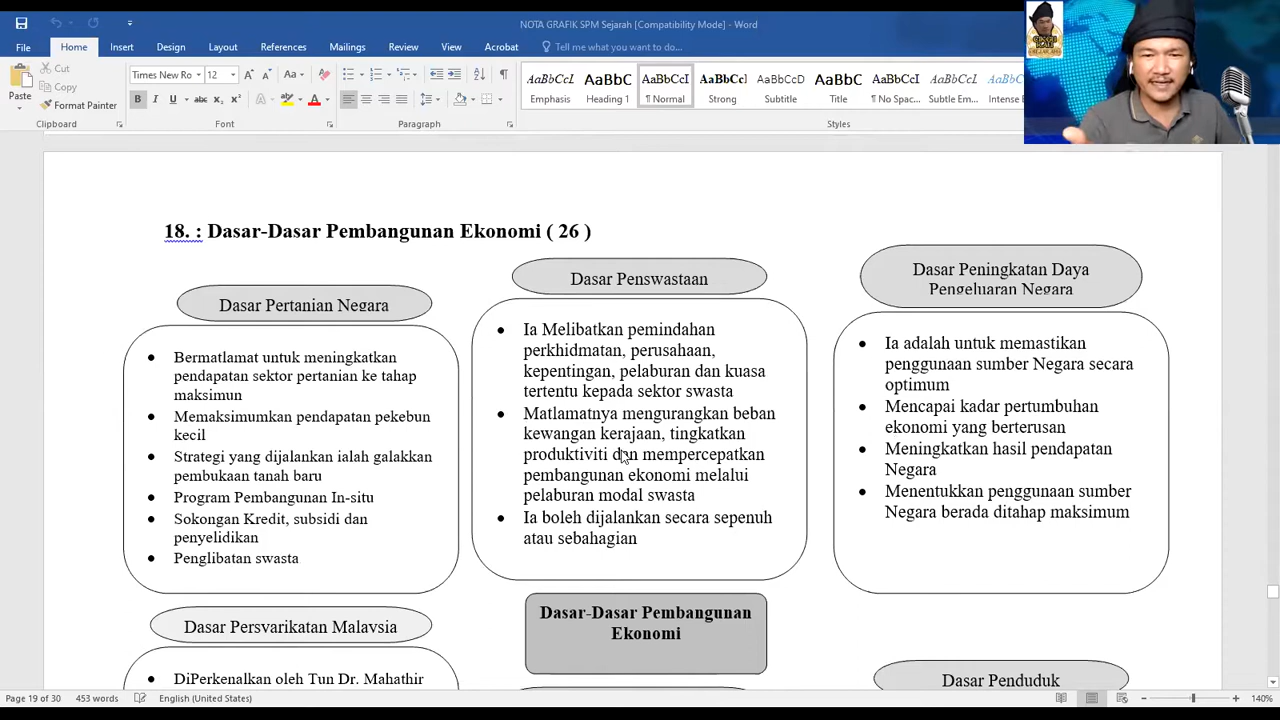 NOTA GRAFIK SPM Sejarah [Compatibility Mode] - Word
File Home Insert Design Layout References Mailings Review View Acrobat Tell me what you want to do...
Cut
Copy
Format Painter
Paste
Times New Ro 12
AaBbCcL AaBbC AaBbCcI AaBbCc] AaBbCcD AaBbC AaBbCcI AaBbCcL AaBbCcL
Emphasis Heading 1 ¶ Normal Strong Subtitle Title ¶ No Spac... Subtle Em... Intense E
Clipboard Font Paragraph Styles
18. : Dasar-Dasar Pembangunan Ekonomi ( 26 )
Dasar Pertanian Negara
• Bermatlamat untuk meningkatkan
pendapatan sektor pertanian ke tahap
maksimun
• Memaksimumkan pendapatan pekebun
kecil
• Strategi yang dijalankan ialah galakkan
pembukaan tanah baru
• Program Pembangunan In-situ
• Sokongan Kredit, subsidi dan
penyelidikan
• Penglibatan swasta
Dasar Penswastaan
• Ia Melibatkan pemindahan
perkhidmatan, perusahaan,
kepentingan, pelaburan dan kuasa
tertentu kepada sektor swasta
• Matlamatnya mengurangkan beban
kewangan kerajaan, tingkatkan
produktiviti dan mempercepatkan
pembangunan ekonomi melalui
pelaburan modal swasta
• Ia boleh dijalankan secara sepenuh
atau sebahagian
Dasar Peningkatan Daya
Pengeluaran Negara
• Ia adalah untuk memastikan
penggunaan sumber Negara secara
optimum
• Mencapai kadar pertumbuhan
ekonomi yang berterusan
• Meningkatkan hasil pendapatan
Negara
• Menentukkan penggunaan sumber
Negara berada ditahap maksimum
Dasar-Dasar Pembangunan
Ekonomi
Dasar Persyarikatan Malaysia
• DiPerkenalkan oleh Tun Dr. Mahathir
Dasar Penduduk
Page 19 of 30 453 words English (United States) 140%